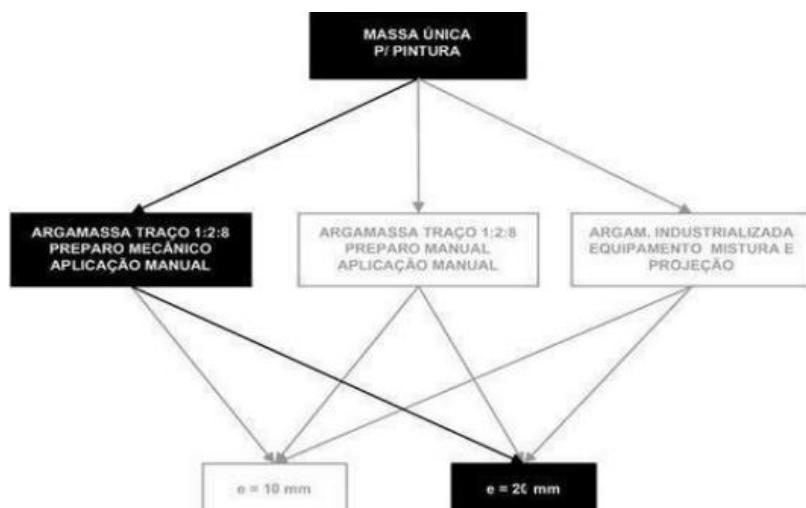 MASSA ÚNICA
P/ PINTURA
ARGAMASSA TRAÇO 1:2:8
PREPARO MECÂNICO
APLICAÇÃO MANUAL
ARGAMASSA TRAÇO 1:2:8
PREPARO MANUAL
APLICAÇÃO MANUAL
ARGAM. INDUSTRIALIZADA
EQUIPAMENTO MISTURA E
PROJEÇÃO
e = 10 mm
e = 20 mm